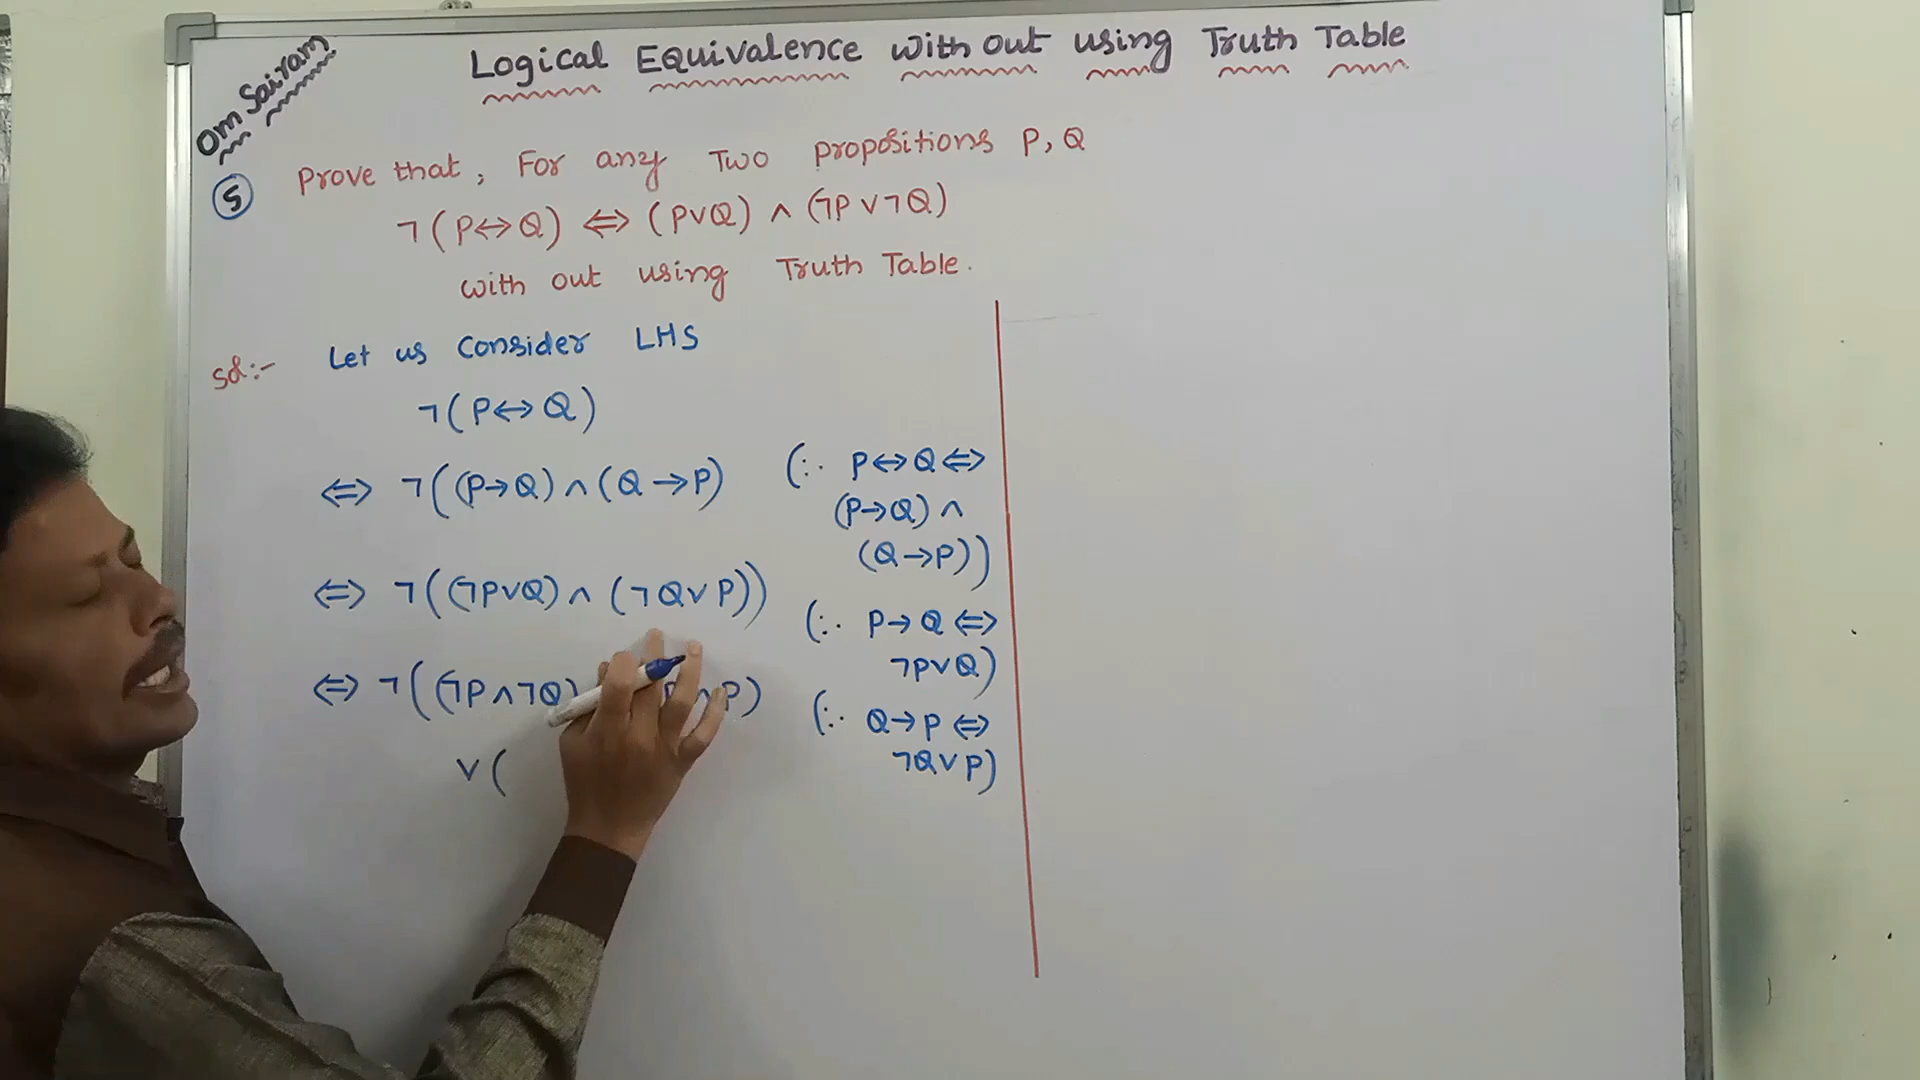 Om Sairam
Logical Equivalence with out using Truth Table
5 Prove that, For any Two propositions P, Q
¬(P↔Q) ⇔ (P∨Q) ∧ (¬P∨¬Q)
with out using Truth Table.
Sol:- Let us Consider LHS
¬(P↔Q)
⇔ ¬((P→Q)∧(Q→P)
(∵ P↔Q⇔
(P→Q) ∧
(Q→P))
⇔ ¬((¬P∨Q)∧(¬Q∨P))
(∵ P→Q⇔
¬P∨Q)
⇔ ¬((¬P∧¬Q) ∧P)
(∵ Q→P⇔
¬Q∨P)
∨(